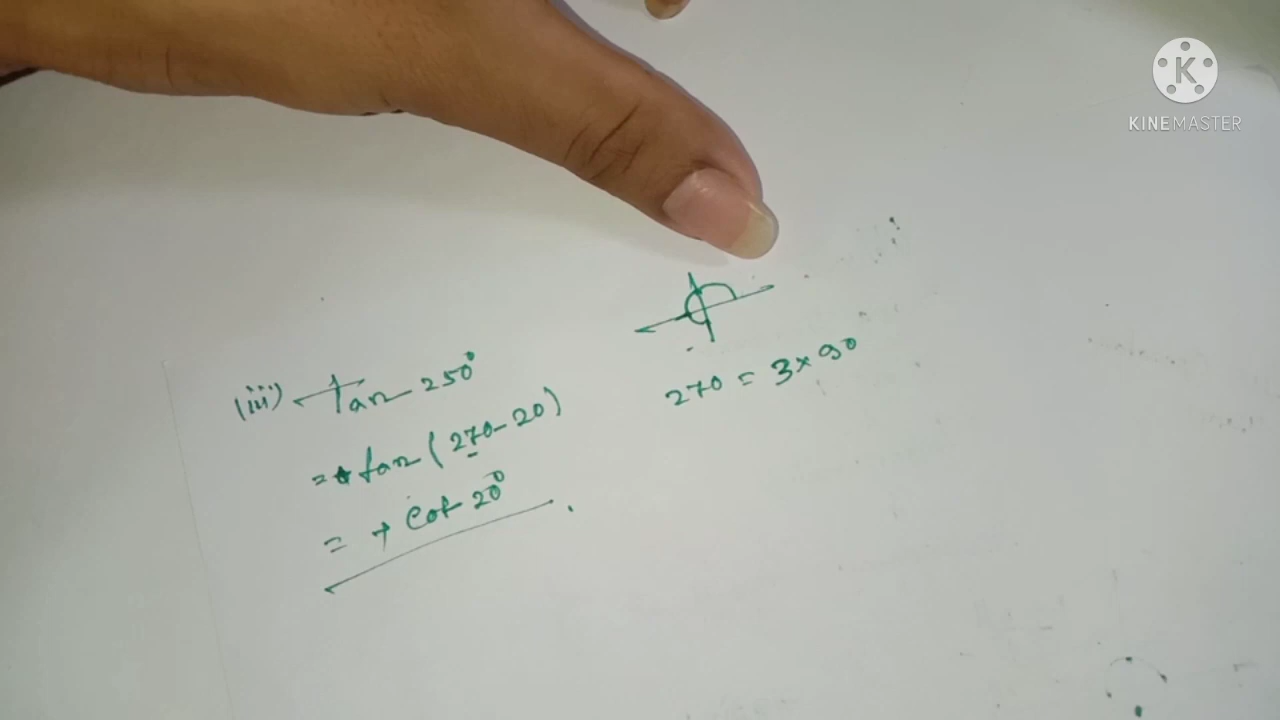 KINEMASTER
(iii) Tan 250°
= tan (270-20)
= + Cot 20°
270 = 3×90